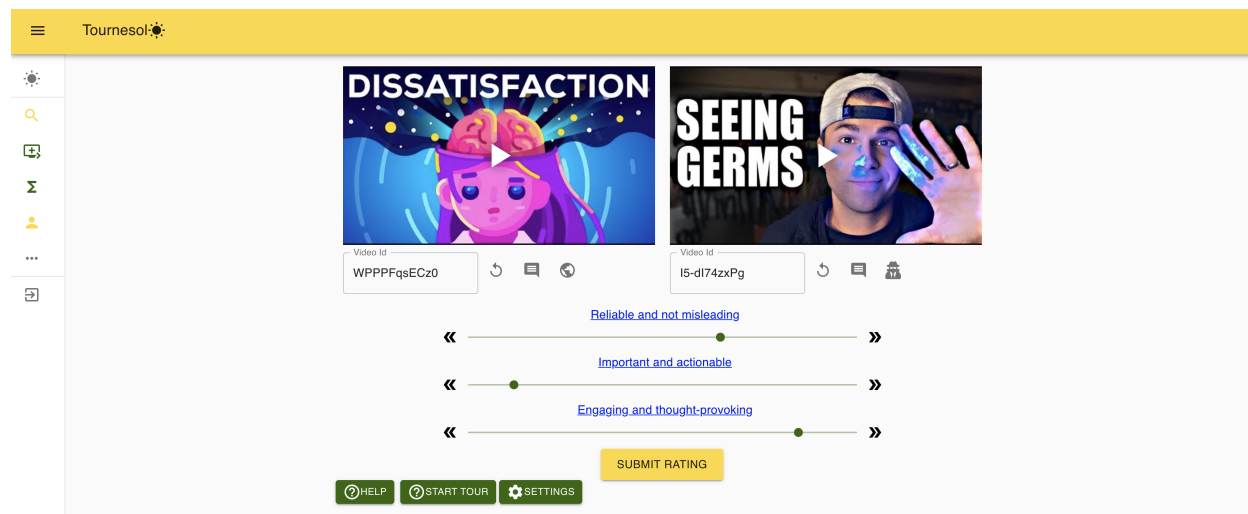 Tournesol
DISSATISFACTION
SEEING
GERMS
Video Id
WPPPFqsECz0
Video Id
I5-dI74zxPg
Reliable and not misleading
«
»
Important and actionable
«
»
Engaging and thought-provoking
«
»
SUBMIT RATING
HELP
START TOUR
SETTINGS